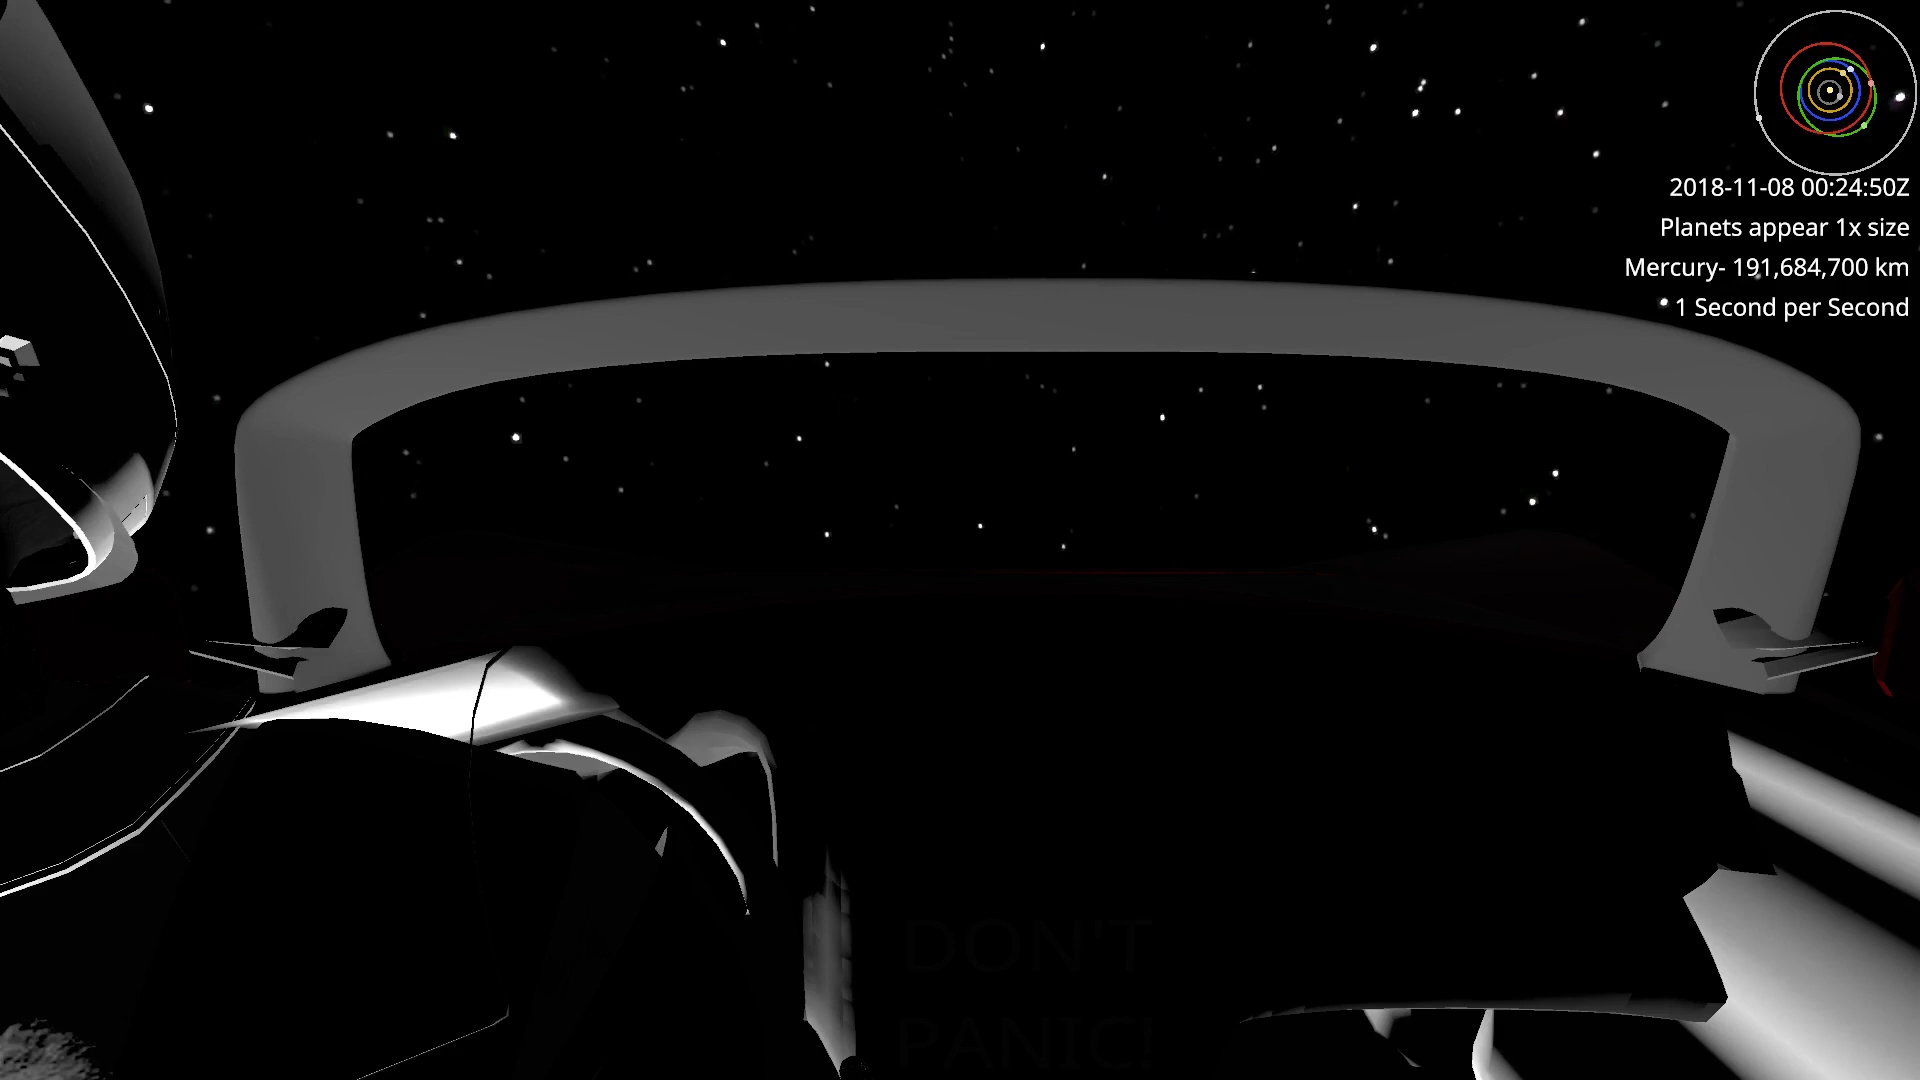 2018-11-08 00:24:50Z
Planets appear 1x size
Mercury- 191,684,700 km
1 Second per Second
DON'T
PANIC!